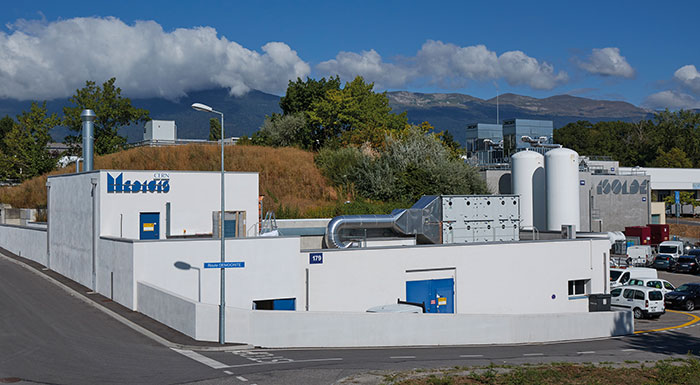 CERN
MEDICIS
ISOLDE
Route DEMOCRITE
179